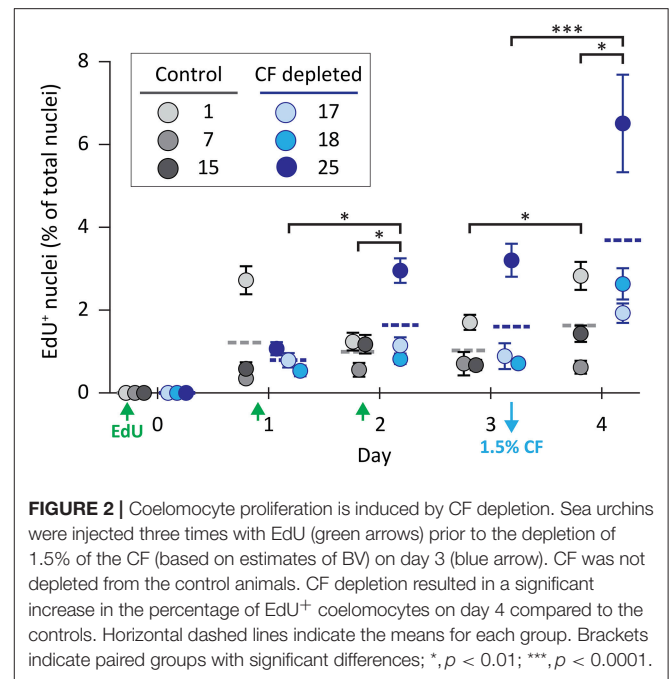 8
6
4
2
0
EdU⁺ nuclei (% of total nuclei)
Control CF depleted
1 17
7 18
15 25
***
*
*
*
*
0 1 2 3 4
EdU
1.5% CF
Day
FIGURE 2 | Coelomocyte proliferation is induced by CF depletion. Sea urchins
were injected three times with EdU (green arrows) prior to the depletion of
1.5% of the CF (based on estimates of BV) on day 3 (blue arrow). CF was not
depleted from the control animals. CF depletion resulted in a significant
increase in the percentage of EdU⁺ coelomocytes on day 4 compared to the
controls. Horizontal dashed lines indicate the means for each group. Brackets
indicate paired groups with significant differences; *, p < 0.01; ***, p < 0.0001.